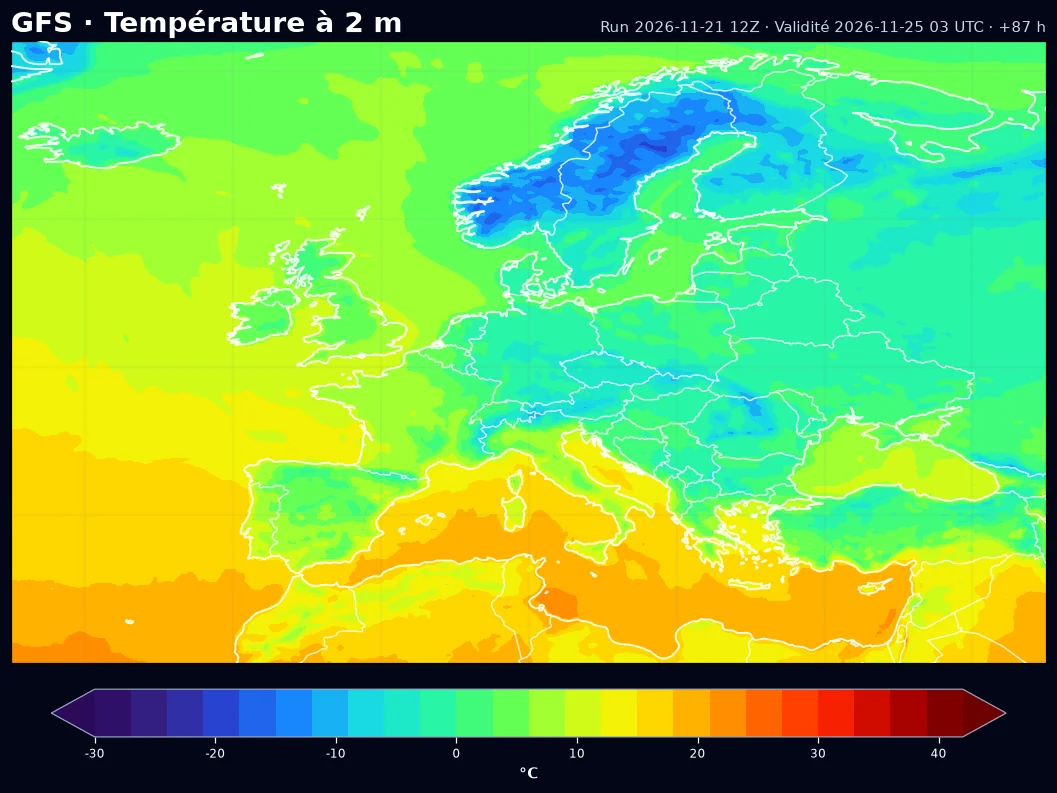 GFS · Température à 2 m
Run 2026-11-21 12Z · Validité 2026-11-25 03 UTC · +87 h
-30 -20 -10 0 10 20 30 40
°C